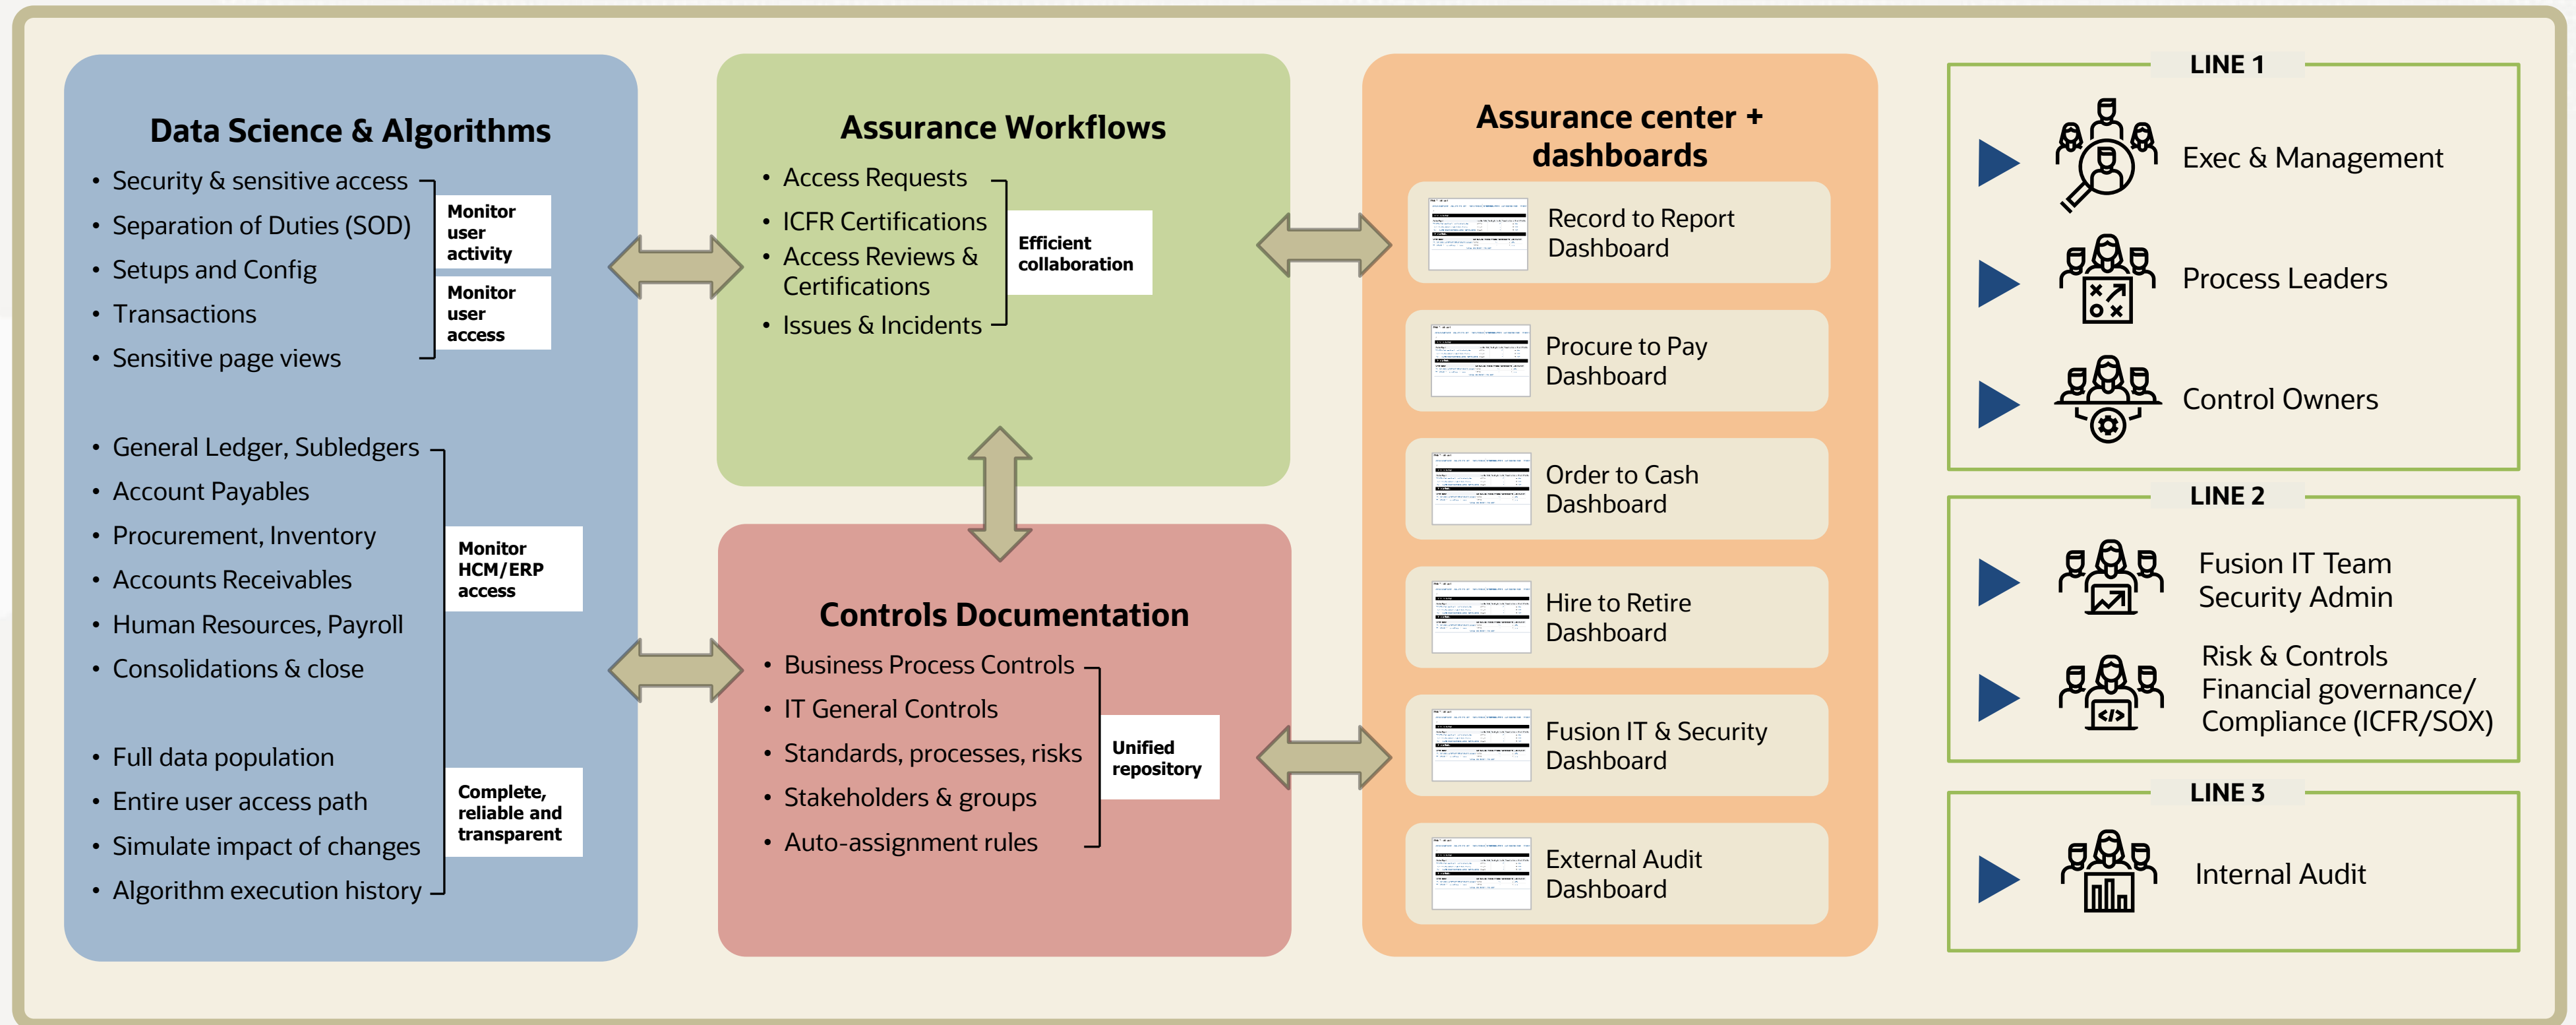 Data Science & Algorithms
• Security & sensitive access
• Separation of Duties (SOD)
• Setups and Config
• Transactions
• Sensitive page views
Monitor
user
activity
Monitor
user
access
• General Ledger, Subledgers
• Account Payables
• Procurement, Inventory
• Accounts Receivables
• Human Resources, Payroll
• Consolidations & close
Monitor
HCM/ERP
access
• Full data population
• Entire user access path
• Simulate impact of changes
• Algorithm execution history
Complete,
reliable and
transparent
Assurance Workflows
• Access Requests
• ICFR Certifications
• Access Reviews &
Certifications
• Issues & Incidents
Efficient
collaboration
Controls Documentation
• Business Process Controls
• IT General Controls
• Standards, processes, risks
• Stakeholders & groups
• Auto-assignment rules
Unified
repository
Assurance center +
dashboards
Record to Report
Dashboard
Procure to Pay
Dashboard
Order to Cash
Dashboard
Hire to Retire
Dashboard
Fusion IT & Security
Dashboard
External Audit
Dashboard
LINE 1
Exec & Management
Process Leaders
Control Owners
LINE 2
Fusion IT Team
Security Admin
Risk & Controls
Financial governance/
Compliance (ICFR/SOX)
LINE 3
Internal Audit